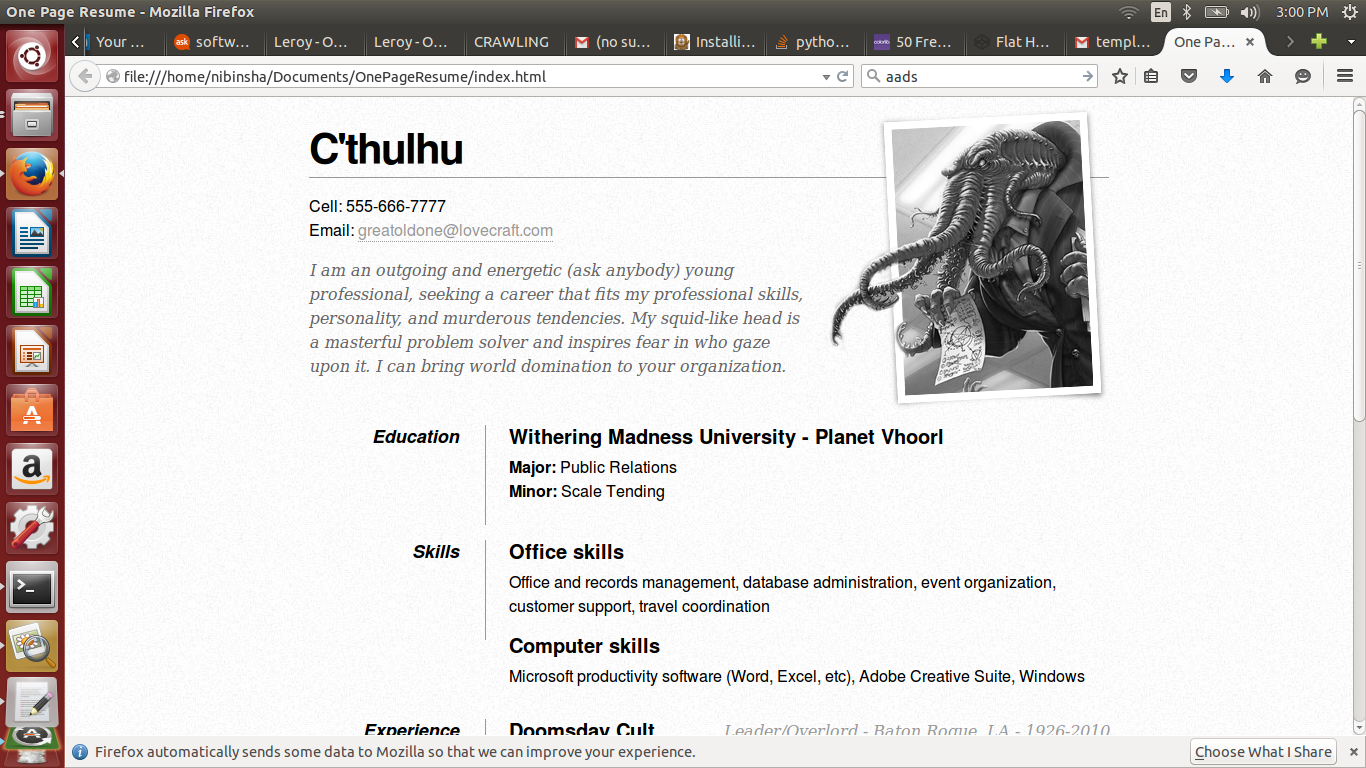 One Page Resume - Mozilla Firefox
En
3:00 PM
Your ...
ask
softw...
Leroy - O...
Leroy - O...
CRAWLING
(no su...
Installi...
pytho...
50 Fre...
Flat H...
templ...
One Pa...
file:///home/nibinsha/Documents/OnePageResume/index.html
aads
C'thulhu
Cell: 555-666-7777
Email: greatoldone@lovecraft.com
I am an outgoing and energetic (ask anybody) young
professional, seeking a career that fits my professional skills,
personality, and murderous tendencies. My squid-like head is
a masterful problem solver and inspires fear in who gaze
upon it. I can bring world domination to your organization.
Education
Withering Madness University - Planet Vhoorl
Major: Public Relations
Minor: Scale Tending
Skills
Office skills
Office and records management, database administration, event organization,
customer support, travel coordination
Computer skills
Microsoft productivity software (Word, Excel, etc), Adobe Creative Suite, Windows
Experience
Doomsday Cult
Leader/Overlord - Baton Rogue, LA - 1926-2010
Firefox automatically sends some data to Mozilla so that we can improve your experience.
Choose What I Share